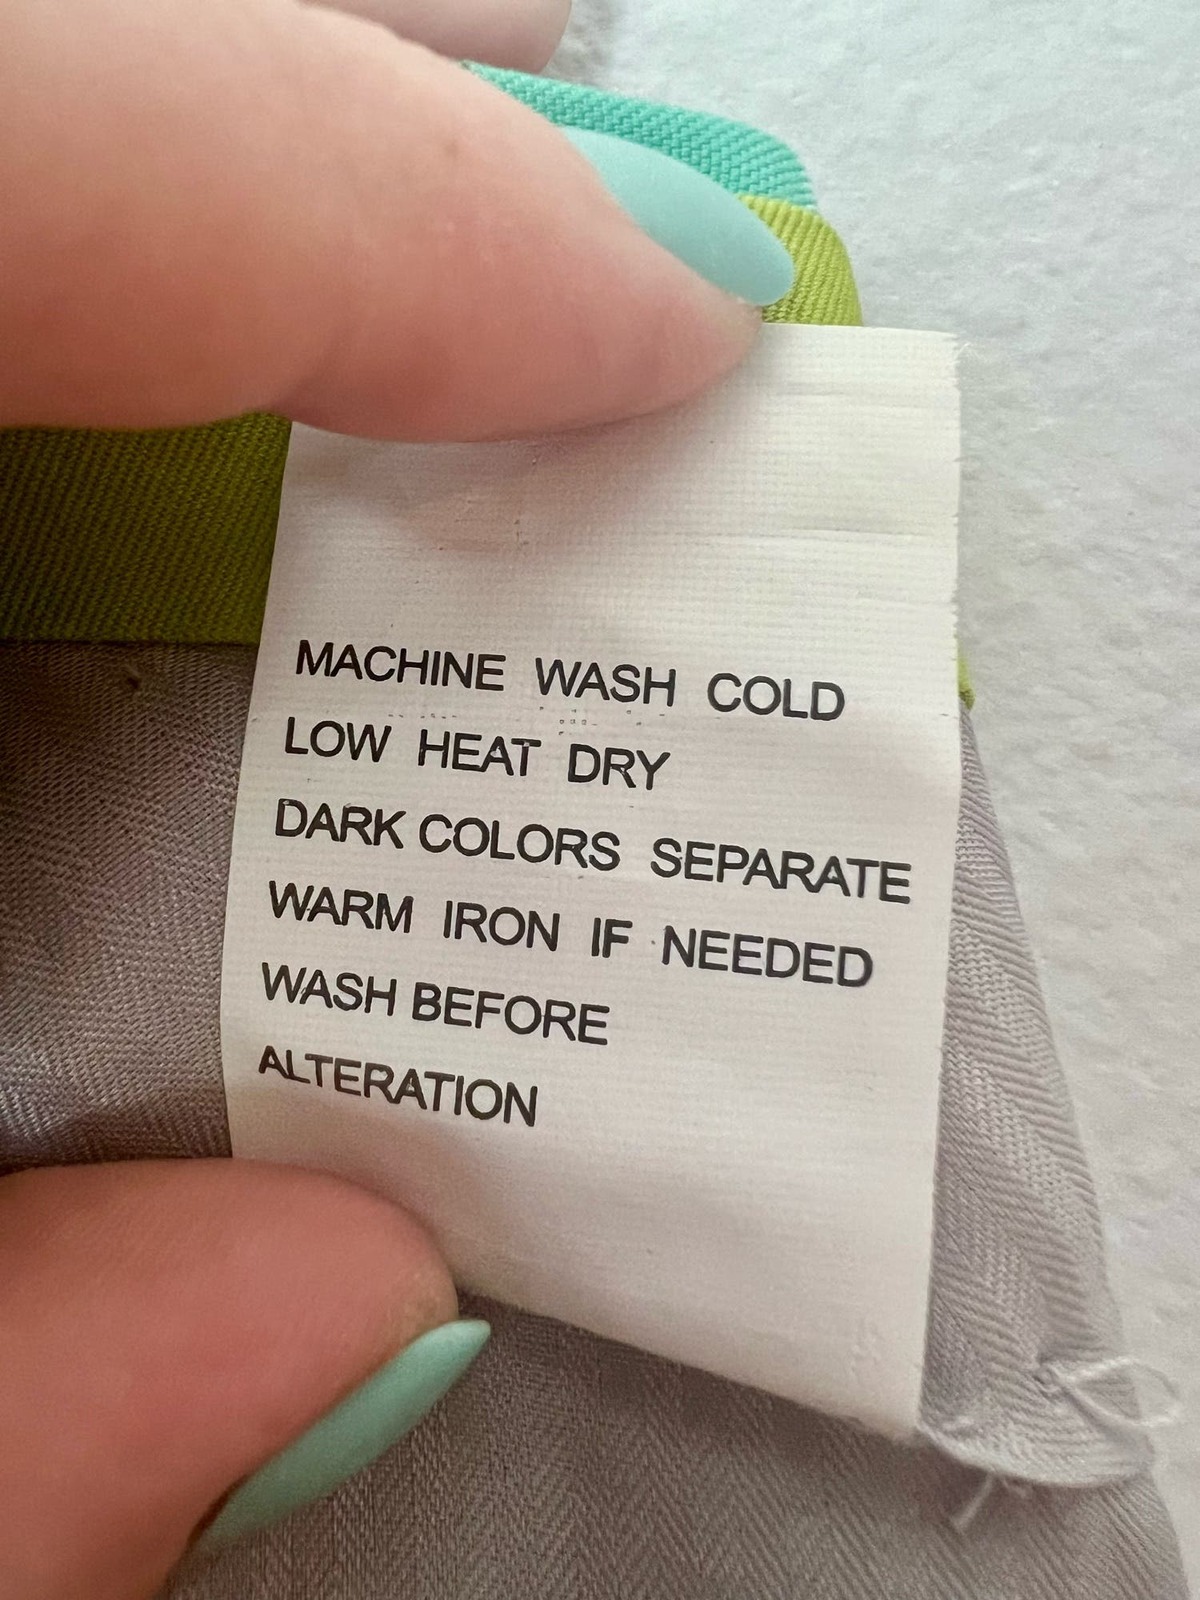 MACHINE WASH COLD
LOW HEAT DRY
DARK COLORS SEPARATE
WARM IRON IF NEEDED
WASH BEFORE
ALTERATION